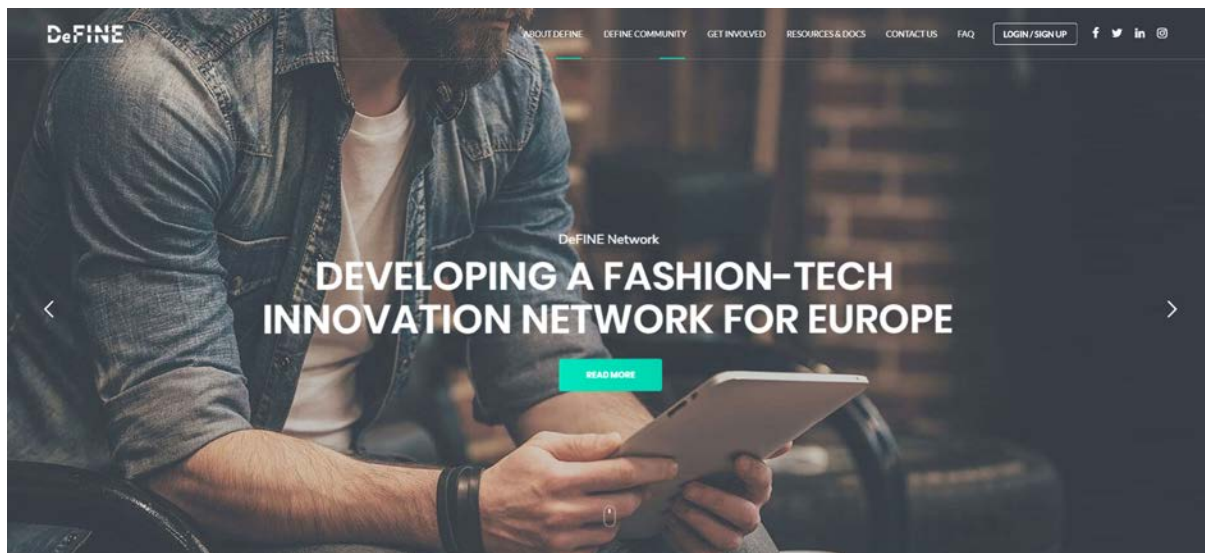 DeFINE
ABOUT DEFINE
DEFINE COMMUNITY
GET INVOLVED
RESOURCES & DOCS
CONTACT US
FAQ
LOGIN / SIGN UP
DeFINE Network
DEVELOPING A FASHION-TECH
INNOVATION NETWORK FOR EUROPE
READ MORE